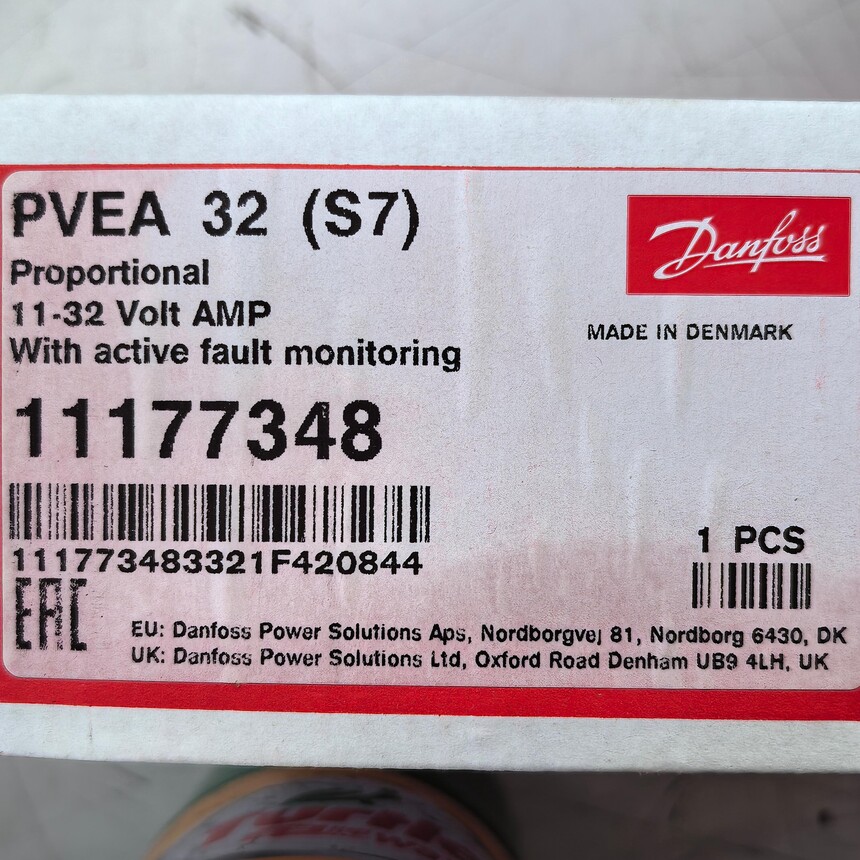 PVEA 32 (S7)
Danfoss
Proportional
11-32 Volt AMP
MADE IN DENMARK
With active fault monitoring
11177348
1 PCS
111773483321F420844
EAC
EU: Danfoss Power Solutions Aps, Nordborgvej 81, Nordborg 6430, DK
UK: Danfoss Power Solutions Ltd, Oxford Road Denham UB9 4LH, UK